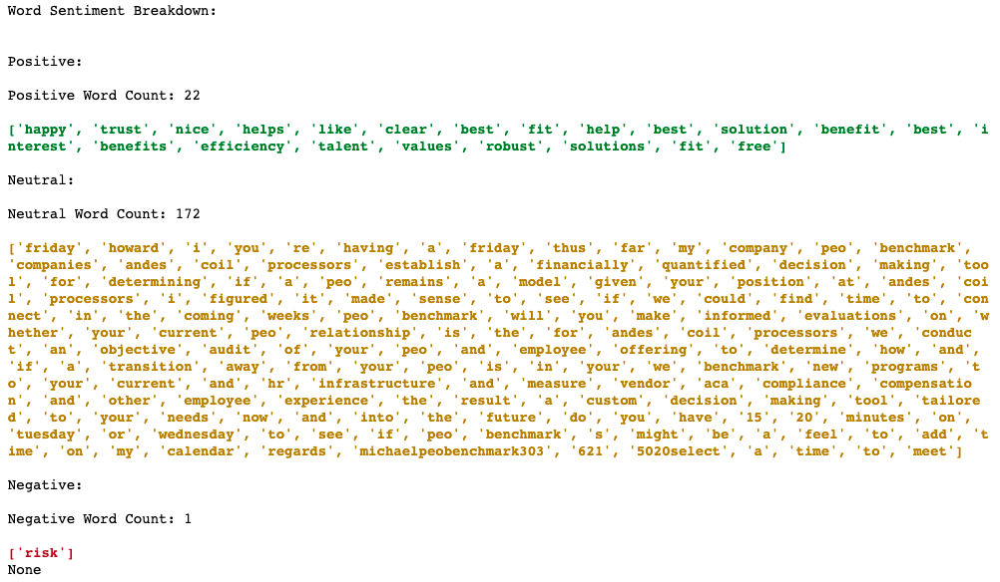 Word Sentiment Breakdown:
Positive:
Positive Word Count: 22
['happy', 'trust', 'nice', 'helps', 'like', 'clear', 'best', 'fit', 'help', 'best', 'solution', 'benefit', 'best', 'i
nterest', 'benefits', 'efficiency', 'talent', 'values', 'robust', 'solutions', 'fit', 'free']
Neutral:
Neutral Word Count: 172
['friday', 'howard', 'i', 'you', 're', 'having', 'a', 'friday', 'thus', 'far', 'my', 'company', 'peo', 'benchmark',
'companies', 'andes', 'coil', 'processors', 'establish', 'a', 'financially', 'quantified', 'decision', 'making', 'too
l', 'for', 'determining', 'if', 'a', 'peo', 'remains', 'a', 'model', 'given', 'your', 'position', 'at', 'andes', 'coi
l', 'processors', 'i', 'figured', 'it', 'made', 'sense', 'to', 'see', 'if', 'we', 'could', 'find', 'time', 'to', 'con
nect', 'in', 'the', 'coming', 'weeks', 'peo', 'benchmark', 'will', 'you', 'make', 'informed', 'evaluations', 'on', 'w
hether', 'your', 'current', 'peo', 'relationship', 'is', 'the', 'for', 'andes', 'coil', 'processors', 'we', 'conduc
t', 'an', 'objective', 'audit', 'of', 'your', 'peo', 'and', 'employee', 'offering', 'to', 'determine', 'how', 'and',
'if', 'a', 'transition', 'away', 'from', 'your', 'peo', 'is', 'in', 'your', 'we', 'benchmark', 'new', 'programs', 't
o', 'your', 'current', 'and', 'hr', 'infrastructure', 'and', 'measure', 'vendor', 'aca', 'compliance', 'compensatio
n', 'and', 'other', 'employee', 'experience', 'the', 'result', 'a', 'custom', 'decision', 'making', 'tool', 'tailore
d', 'to', 'your', 'needs', 'now', 'and', 'into', 'the', 'future', 'do', 'you', 'have', '15', '20', 'minutes', 'on',
'tuesday', 'or', 'wednesday', 'to', 'see', 'if', 'peo', 'benchmark', 's', 'might', 'be', 'a', 'feel', 'to', 'add', 't
ime', 'on', 'my', 'calendar', 'regards', 'michaelpeobenchmark303', '621', '5020select', 'a', 'time', 'to', 'meet']
Negative:
Negative Word Count: 1
['risk']
None